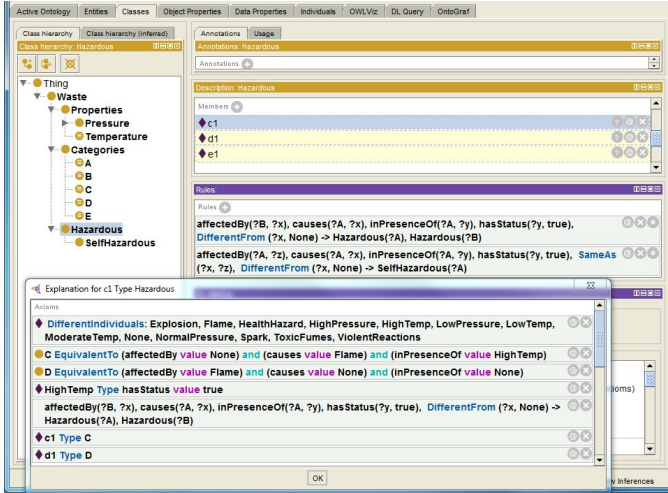 Active Ontology Entities Classes Object Properties Data Properties Individuals OWLViz DL Query OntoGraf
Class hierarchy Class hierarchy (inferred)
Class hierarchy: Hazardous
Thing
Waste
Properties
Pressure
Temperature
Categories
A
B
C
D
E
Hazardous
SelfHazardous
Annotations Usage
Annotations: Hazardous
Annotations
Description: Hazardous
Members
c1
d1
e1
Rules:
Rules
affectedBy(?B, ?x), causes(?A, ?x), inPresenceOf(?A, ?y), hasStatus(?y, true),
DifferentFrom (?x, None) -> Hazardous(?A), Hazardous(?B)
affectedBy(?A, ?z), causes(?A, ?x), inPresenceOf(?A, ?y), hasStatus(?y, true), SameAs
(?x, ?z), DifferentFrom (?x, None) -> SelfHazardous(?A)
Explanation for c1 Type Hazardous
Axioms
DifferentIndividuals: Explosion, Flame, HealthHazard, HighPressure, HighTemp, LowPressure, LowTemp,
ModerateTemp, None, NormalPressure, Spark, ToxicFumes, ViolentReactions
C EquivalentTo (affectedBy value None) and (causes value Flame) and (inPresenceOf value HighTemp)
D EquivalentTo (affectedBy value Flame) and (causes value None) and (inPresenceOf value None)
HighTemp Type hasStatus value true
affectedBy(?B, ?x), causes(?A, ?x), inPresenceOf(?A, ?y), hasStatus(?y, true), DifferentFrom (?x, None) ->
Hazardous(?A), Hazardous(?B)
c1 Type C
d1 Type D
OK
ioms)
Inferences